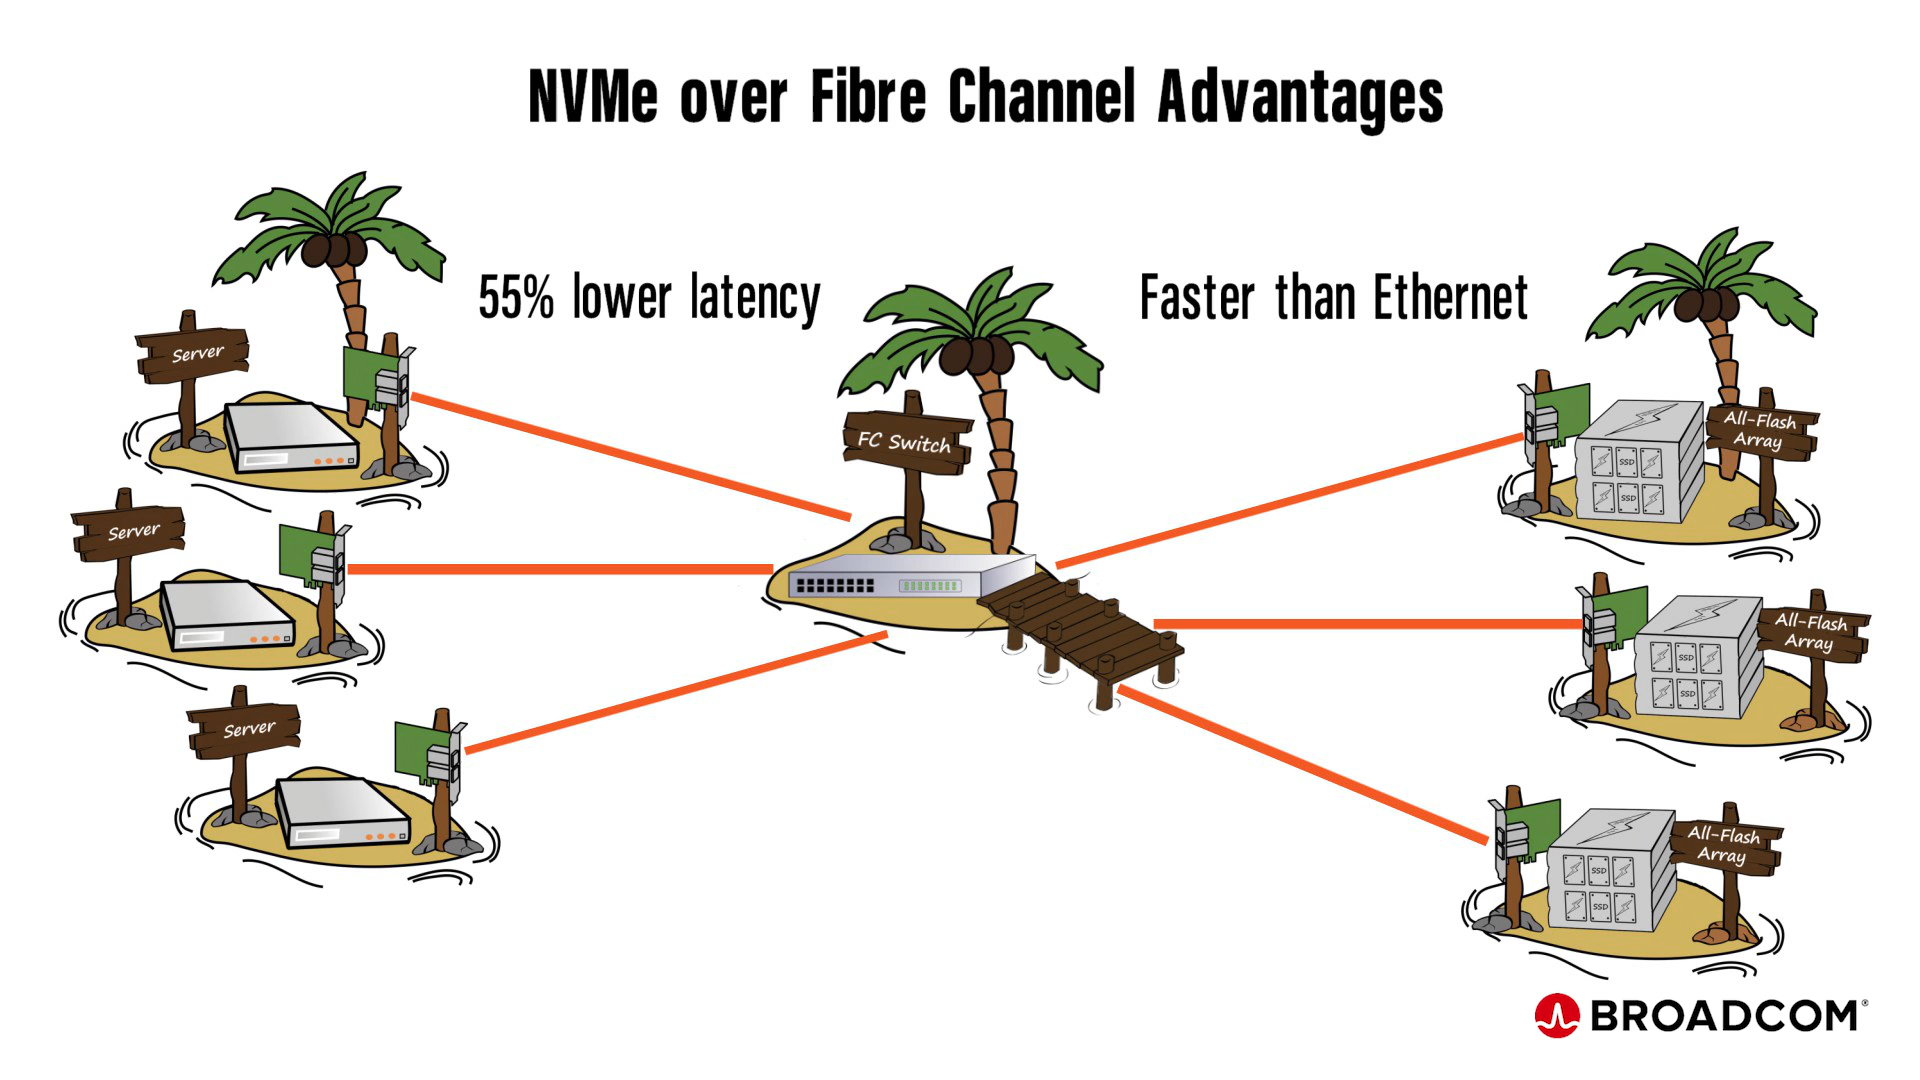 NVMe over Fibre Channel Advantages
55% lower latency
Faster than Ethernet
Server
FC Switch
All-Flash
Array
SSD
SSD
Server
All-Flash
Array
SSD
SSD
Server
All-Flash
Array
SSD
SSD
BROADCOM®